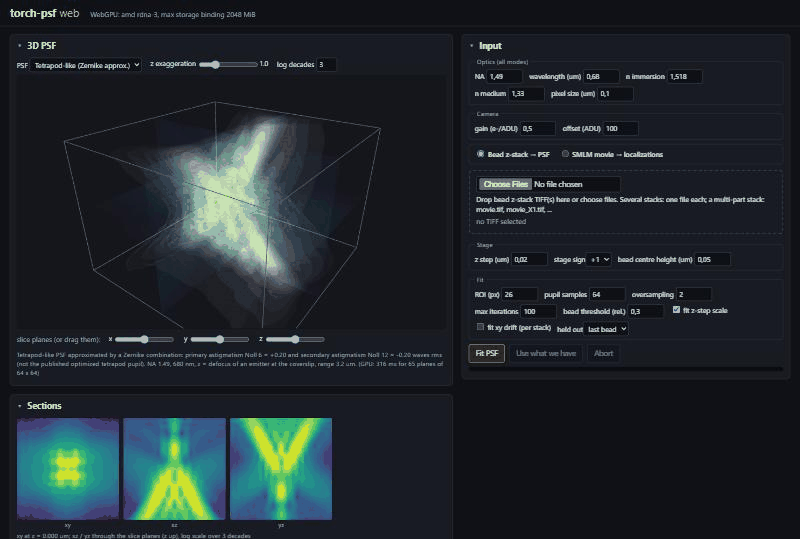 torch-psf web WebGPU: amd rdna-3, max storage binding 2048 MiB
3D PSF
PSF Tetrapod-like (Zernike approx.) z exaggeration 1.0 log decades 3
slice planes (or drag them): x y z
Tetrapod-like PSF approximated by a Zernike combination: primary astigmatism Noll 6 = +0.20 and secondary astigmatism Noll 12 = -0.20 waves rms
(not the published optimized tetrapod pupil). NA 1.49, 680 nm, z = defocus of an emitter at the coverslip, range 3.2 um. (GPU: 316 ms for 65 planes of
64 x 64)
Sections
xy xz yz
xy at z = 0.000 um; xz / yz through the slice planes (z up), log scale over 3 decades
Input
Optics (all modes)
NA 1,49 wavelength (um) 0,68 n immersion 1,518
n medium 1,33 pixel size (um) 0,1
Camera
gain (e-/ADU) 0,5 offset (ADU) 100
Bead z-stack → PSF SMLM movie → localizations
Choose Files No file chosen
Drop bead z-stack TIFF(s) here or choose files. Several stacks: one file each; a multi-part stack:
movie.tif, movie_X1.tif, ...
no TIFF selected
Stage
z step (um) 0,02 stage sign +1 bead centre height (um) 0,05
Fit
ROI (px) 26 pupil samples 64 oversampling 2
max iterations 100 bead threshold (rel.) 0,3 fit z-step scale
fit xy drift (per stack) held out last bead
Fit PSF Use what we have Abort